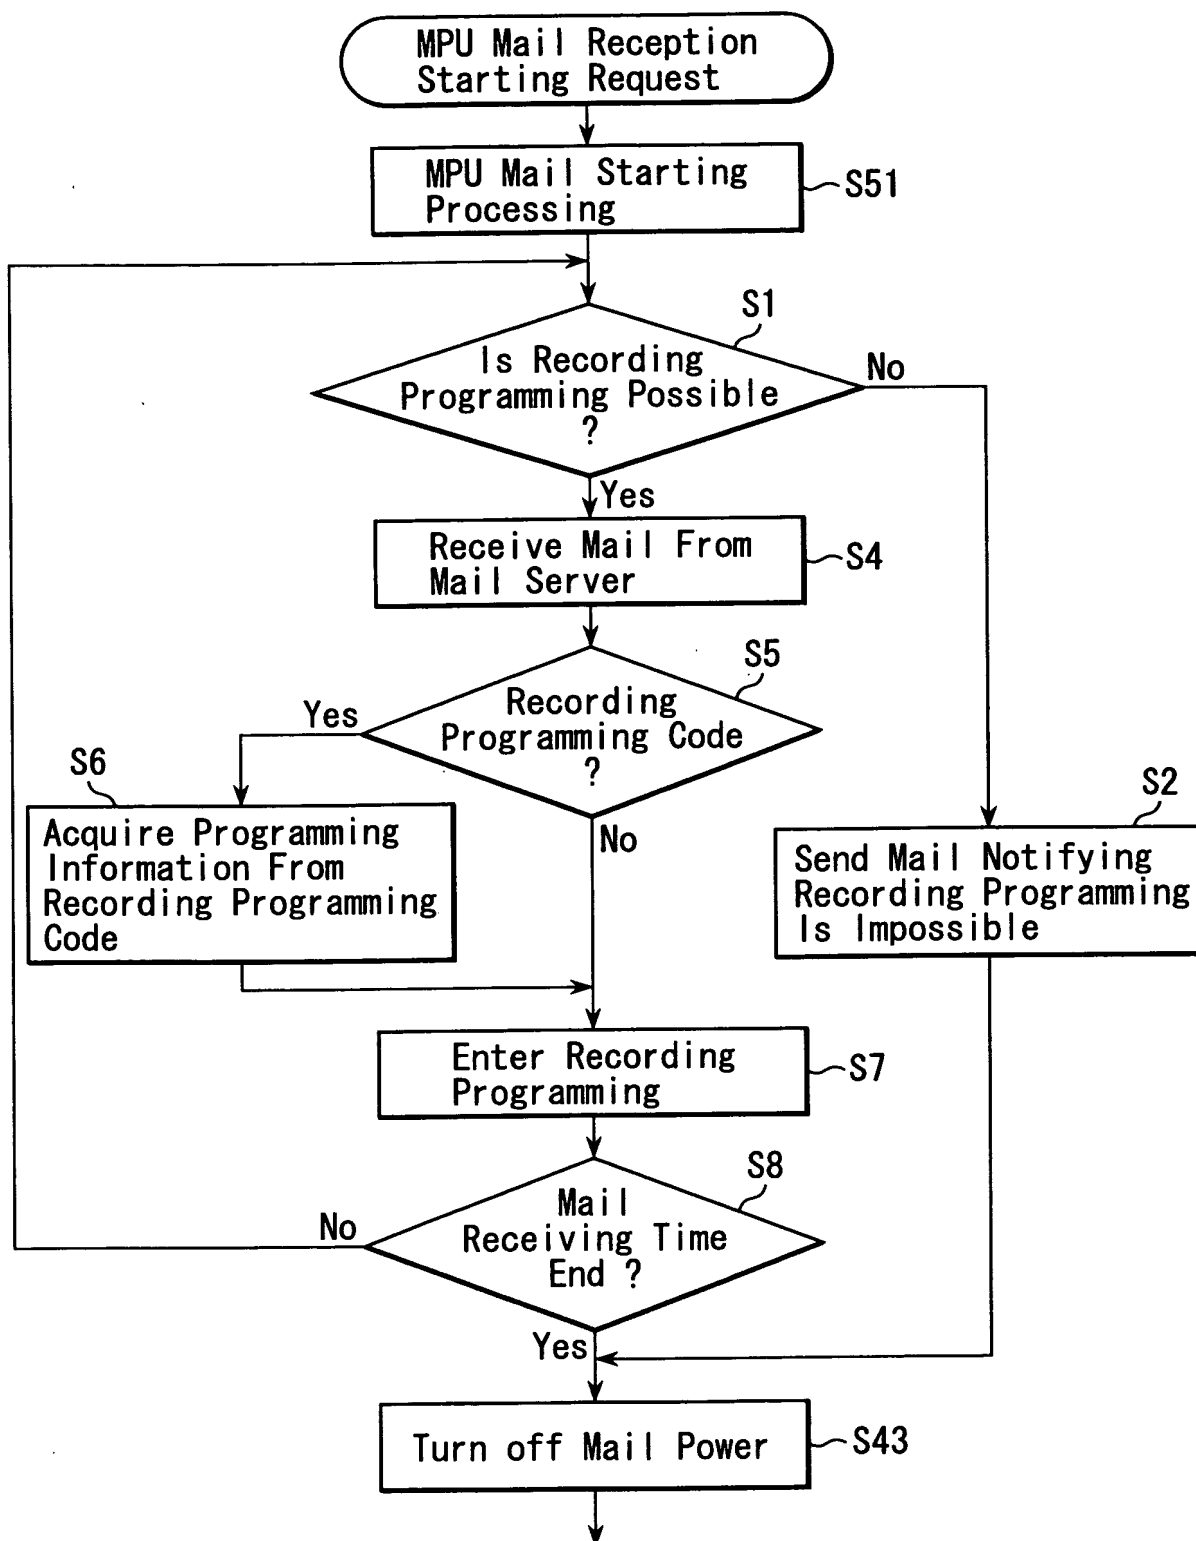 MPU Mail Reception
Starting Request
MPU Mail Starting
Processing
S51
S1
Is Recording
Programming Possible
?
No
Yes
Receive Mail From
Mail Server
S4
S5
Recording
Programming Code
?
Yes
No
S6
Acquire Programming
Information From
Recording Programming
Code
S2
Send Mail Notifying
Recording Programming
Is Impossible
Enter Recording
Programming
S7
S8
Mail
Receiving Time
End ?
No
Yes
Turn off Mail Power
S43